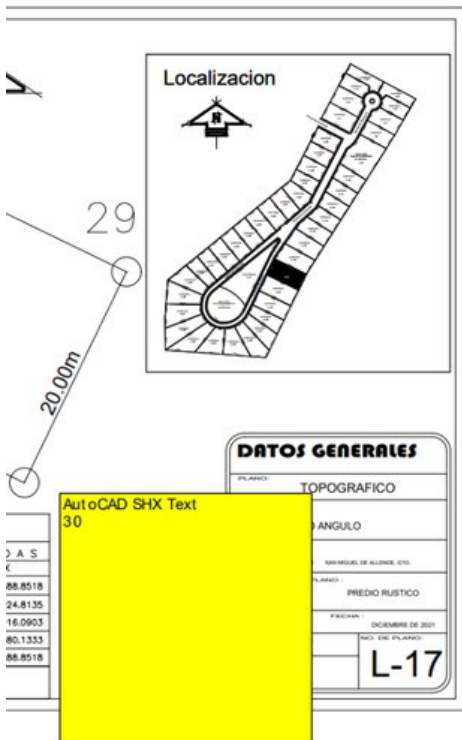 Localizacion
N
29
20.00m
DATOS GENERALES
PLANO:
TOPOGRAFICO
AutoCAD SHX Text
30
ANGULO
SAN MIGUEL DE ALLENDE, GTO.
PLANO :
PREDIO RUSTICO
FECHA :
DICIEMBRE DE 2021
NO. DE PLANO:
L-17
D A S
88.8518
24.8135
16.0903
80.1333
88.8518